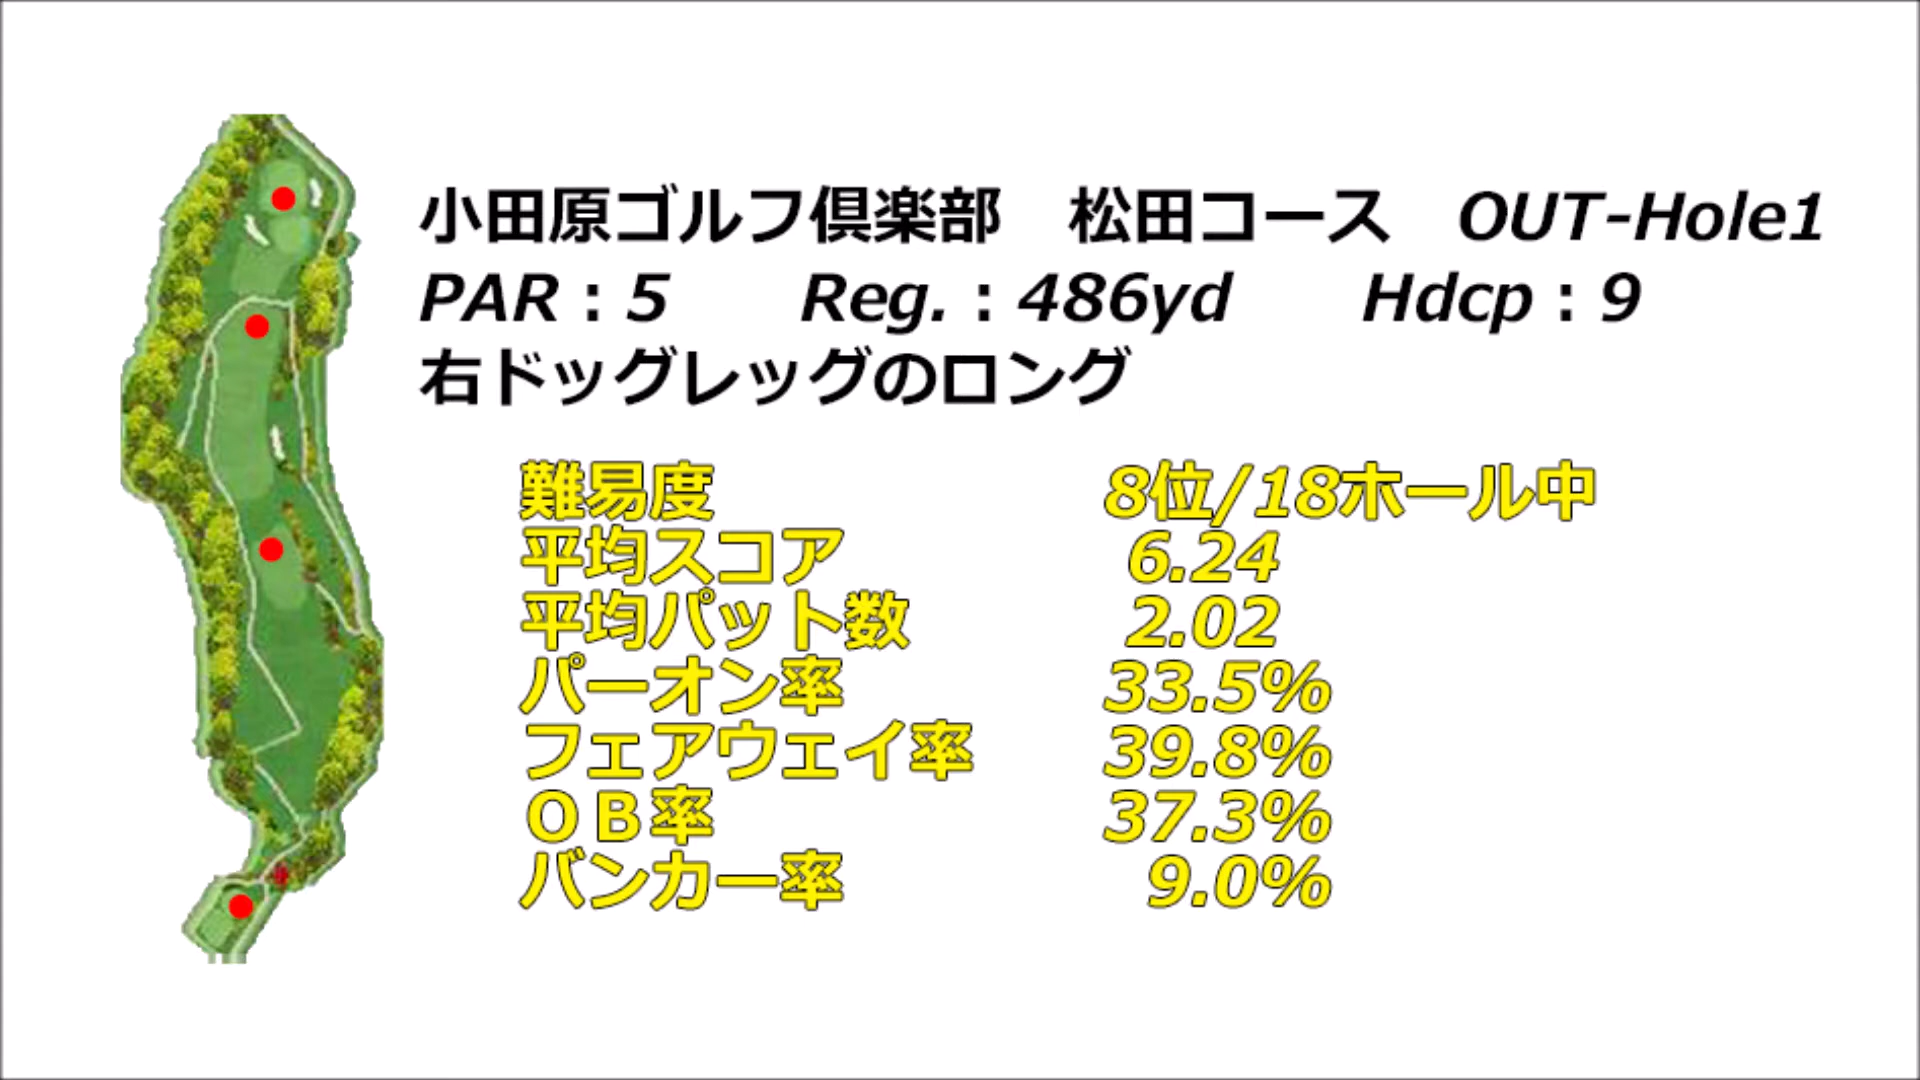 小田原ゴルフ倶楽部　松田コース　OUT-Hole1
PAR：5　　Reg.：486yd　　Hdcp：9
右ドッグレッグのロング
難易度　8位/18ホール中
平均スコア　6.24
平均パット数　2.02
パーオン率　33.5%
フェアウェイ率　39.8%
ＯＢ率　37.3%
バンカー率　9.0%